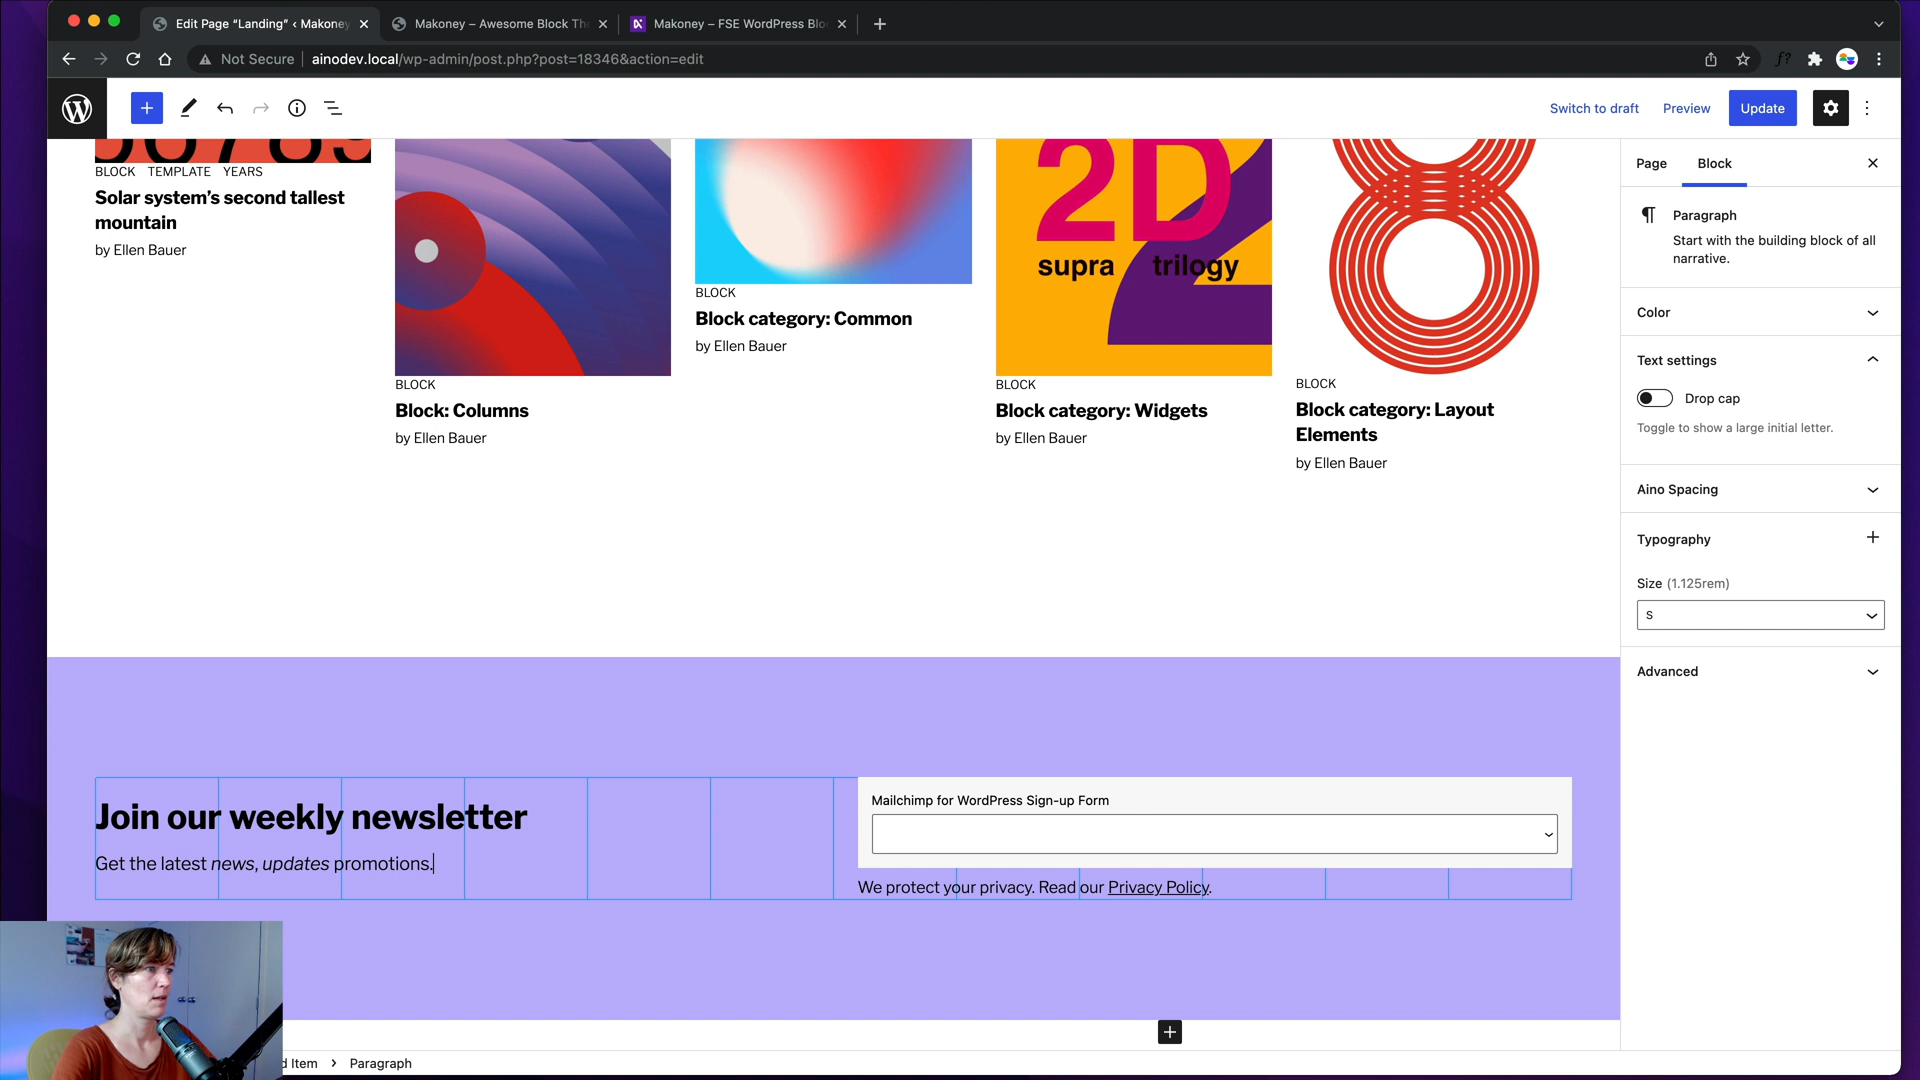 Edit Page “Landing” ‹ Makoney
Makoney – Awesome Block Th
Makoney – FSE WordPress Blo
Not Secure
ainodev.local/wp-admin/post.php?post=18346&action=edit
Switch to draft
Preview
Update
BLOCK TEMPLATE YEARS
Solar system’s second tallest
mountain
by Ellen Bauer
BLOCK
Block: Columns
by Ellen Bauer
BLOCK
Block category: Common
by Ellen Bauer
2D
supra trilogy
BLOCK
Block category: Widgets
by Ellen Bauer
BLOCK
Block category: Layout
Elements
by Ellen Bauer
Page
Block
Paragraph
Start with the building block of all
narrative.
Color
Text settings
Drop cap
Toggle to show a large initial letter.
Aino Spacing
Typography
Size (1.125rem)
S
Advanced
Join our weekly newsletter
Get the latest news, updates promotions.
Mailchimp for WordPress Sign-up Form
We protect your privacy. Read our Privacy Policy.
d Item
Paragraph